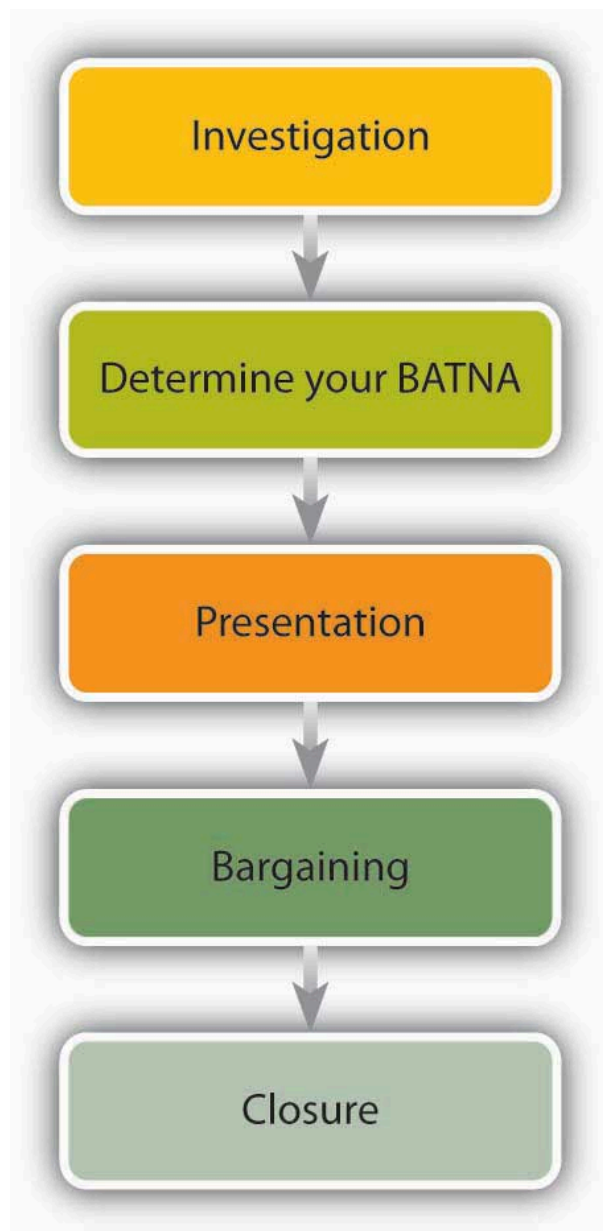 Investigation
Determine your BATNA
Presentation
Bargaining
Closure